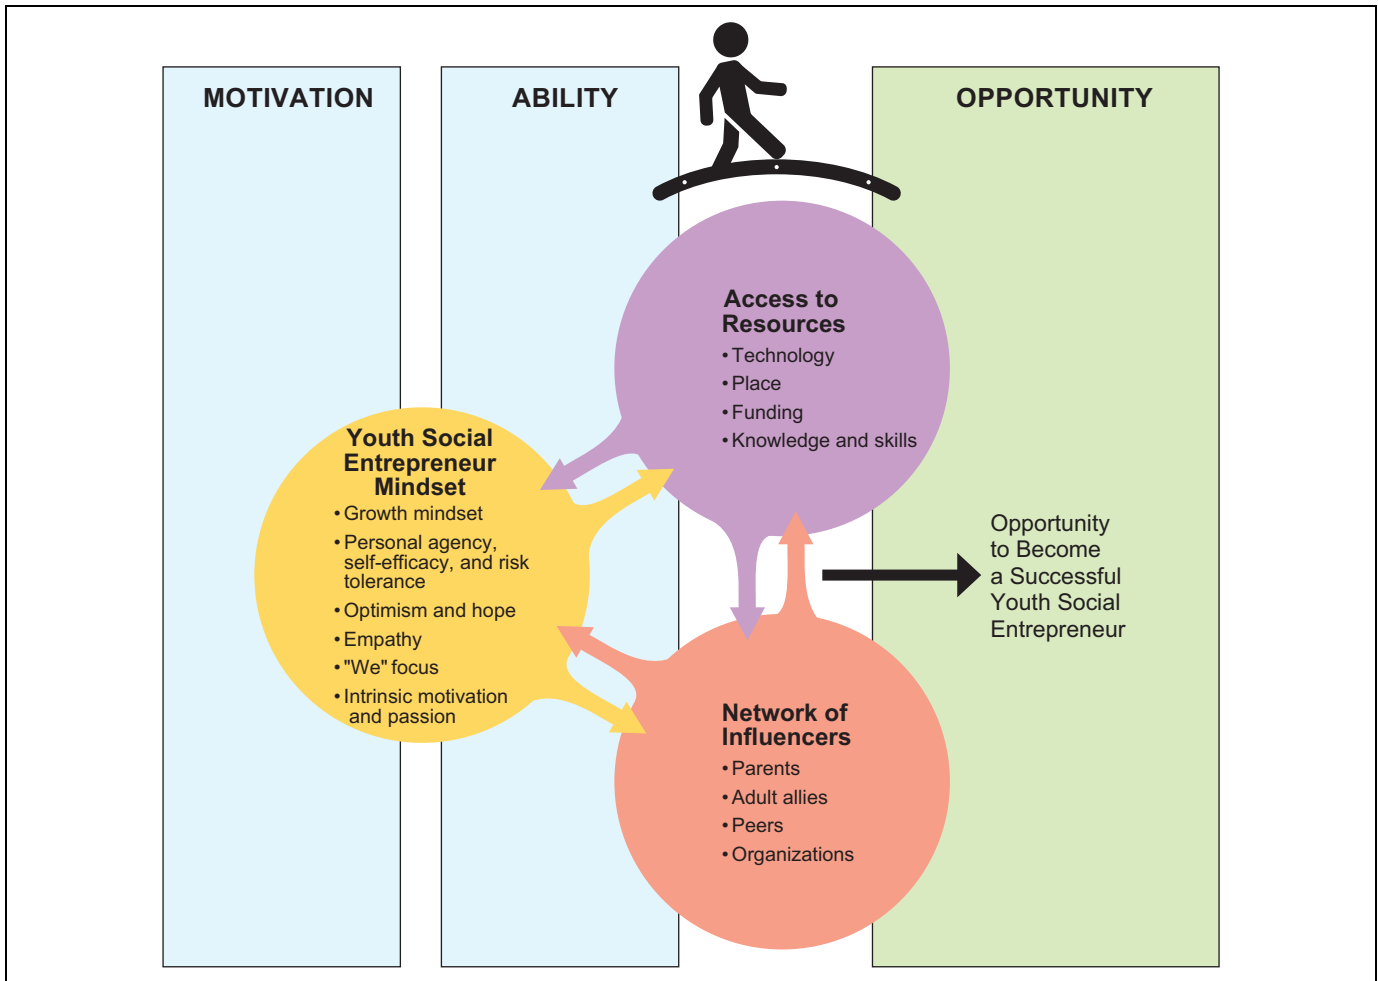 MOTIVATION
ABILITY
OPPORTUNITY
Access to
Resources
• Technology
• Place
• Funding
• Knowledge and skills
Youth Social
Entrepreneur
Mindset
• Growth mindset
• Personal agency,
self-efficacy, and risk
tolerance
• Optimism and hope
• Empathy
• "We" focus
• Intrinsic motivation
and passion
Opportunity
to Become
a Successful
Youth Social
Entrepreneur
Network of
Influencers
• Parents
• Adult allies
• Peers
• Organizations